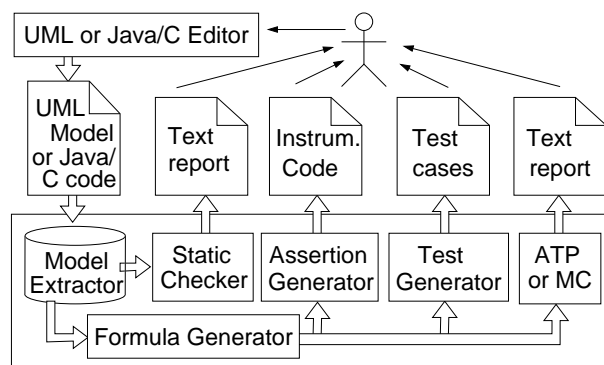 UML or Java/C Editor
UML
Model
or Java/
C code
Text
report
Instrum.
Code
Test
cases
Text
report
Model
Extractor
Static
Checker
Assertion
Generator
Test
Generator
ATP
or MC
Formula Generator